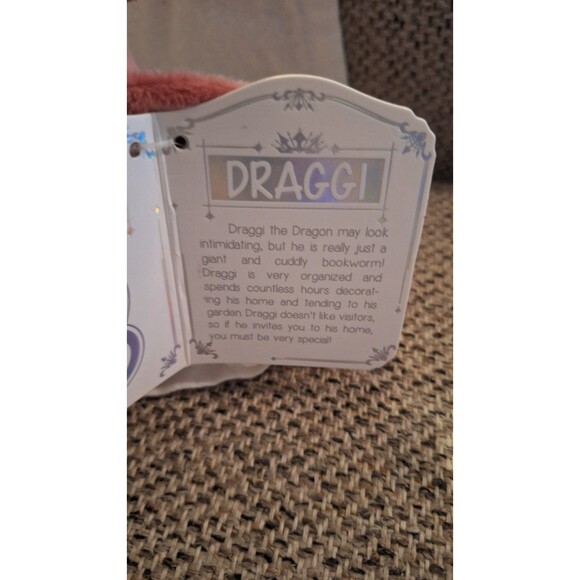 DRAGGI
Draggi the Dragon may look
intimidating, but he is really just a
giant and cuddly bookworm!
Draggi is very organized and
spends countless hours decorat-
ing his home and tending to his
garden. Draggi doesn't like visitors,
so if he invites you to his home,
you must be very special!